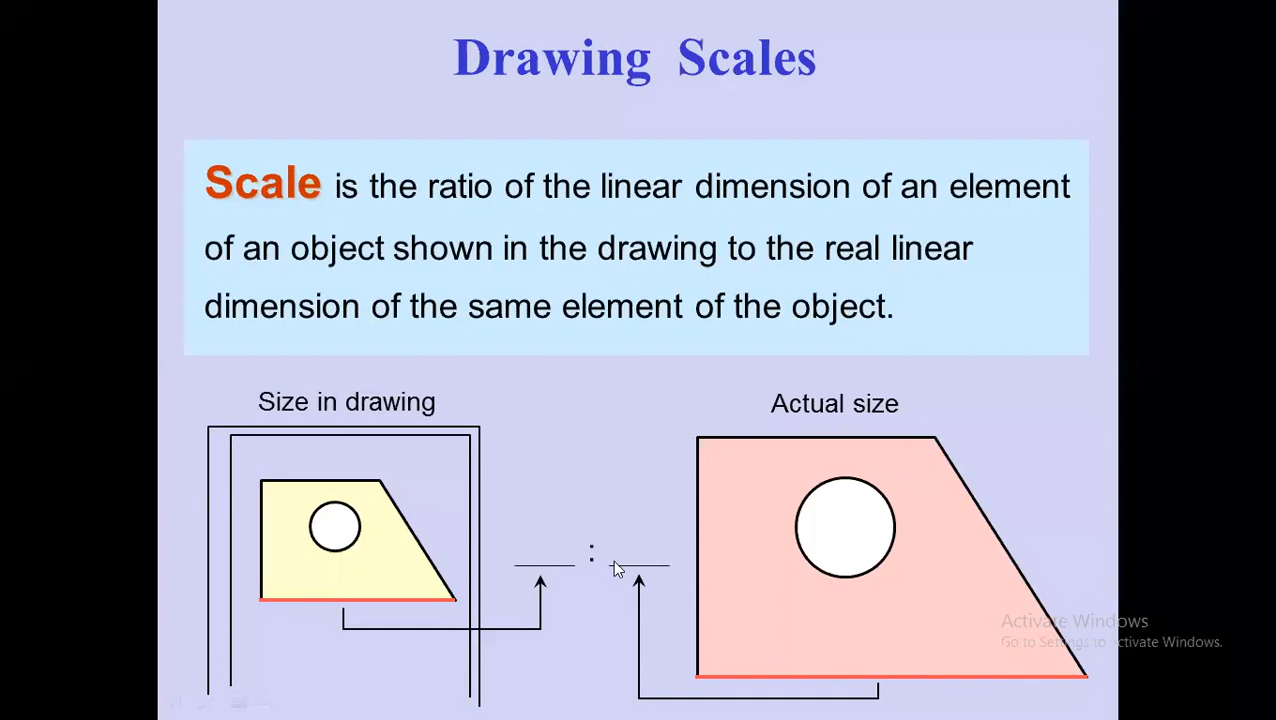 Drawing Scales
Scale is the ratio of the linear dimension of an element
of an object shown in the drawing to the real linear
dimension of the same element of the object.
Size in drawing
Actual size
:
Activate Windows
Go to Settings to Activate Windows.